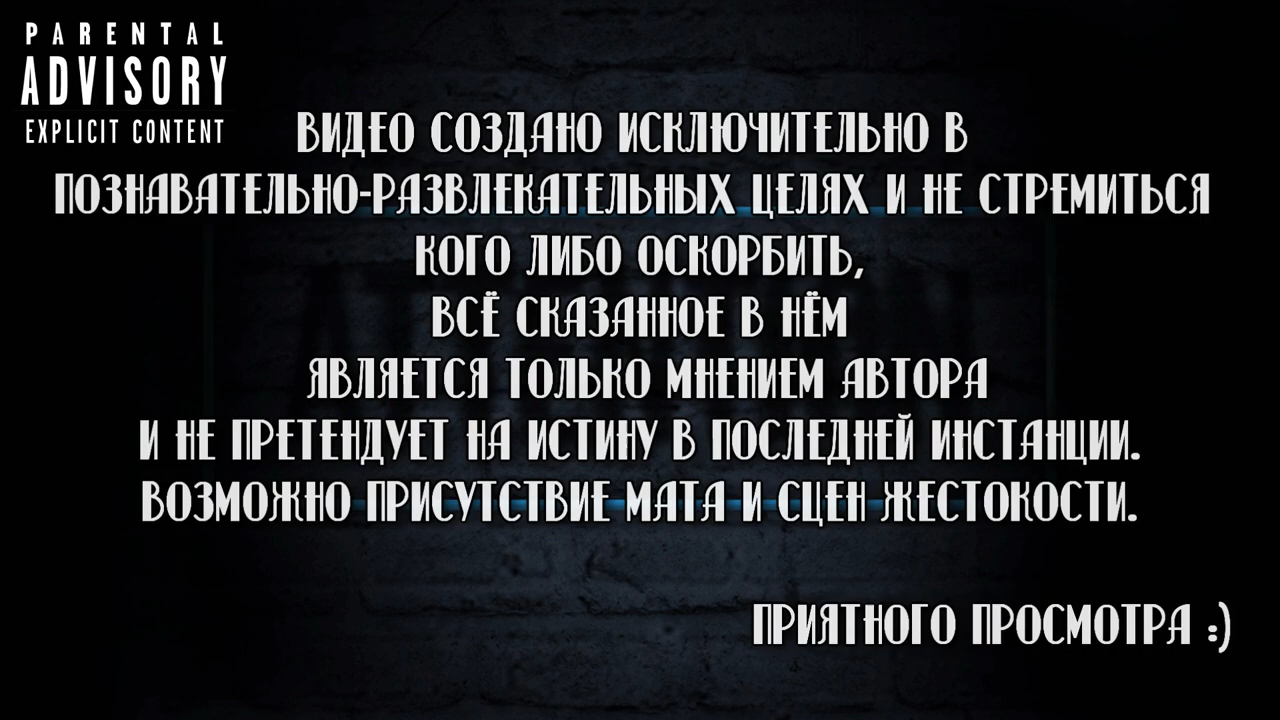 PARENTAL
ADVISORY
EXPLICIT CONTENT
ВИДЕО СОЗДАНО ИСКЛЮЧИТЕЛЬНО В
ПОЗНАВАТЕЛЬНО-РАЗВЛЕКАТЕЛЬНЫХ ЦЕЛЯХ И НЕ СТРЕМИТЬСЯ
КОГО ЛИБО ОСКОРБИТЬ,
ВСЁ СКАЗАННОЕ В НЁМ
ЯВЛЯЕТСЯ ТОЛЬКО МНЕНИЕМ АВТОРА
И НЕ ПРЕТЕНДУЕТ НА ИСТИНУ В ПОСЛЕДНЕЙ ИНСТАНЦИИ.
ВОЗМОЖНО ПРИСУТСТВИЕ МАТА И СЦЕН ЖЕСТОКОСТИ.
ПРИЯТНОГО ПРОСМОТРА :)